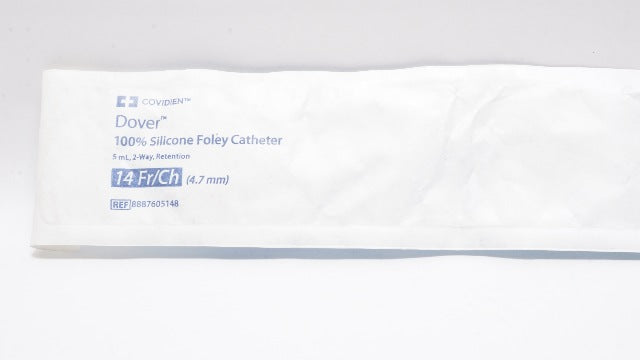 COVIDIEN™
Dover™
100% Silicone Foley Catheter
5 mL, 2-Way, Retention
14 Fr/Ch (4.7 mm)
REF 8887605148